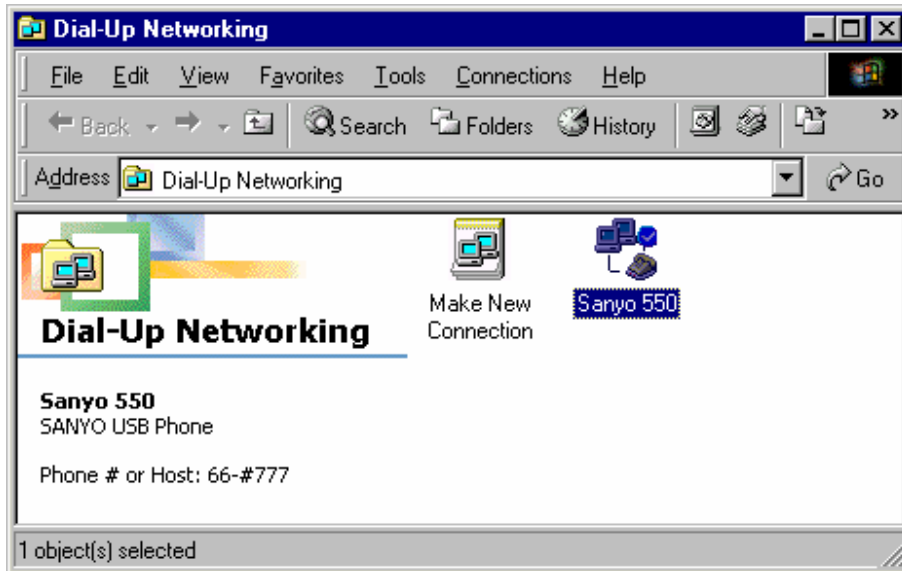 Dial-Up Networking
File Edit View Favorites Tools Connections Help
Back Search Folders History »
Address Dial-Up Networking Go
Make New
Connection
Sanyo 550
Dial-Up Networking
Sanyo 550
SANYO USB Phone
Phone # or Host: 66-#777
1 object(s) selected